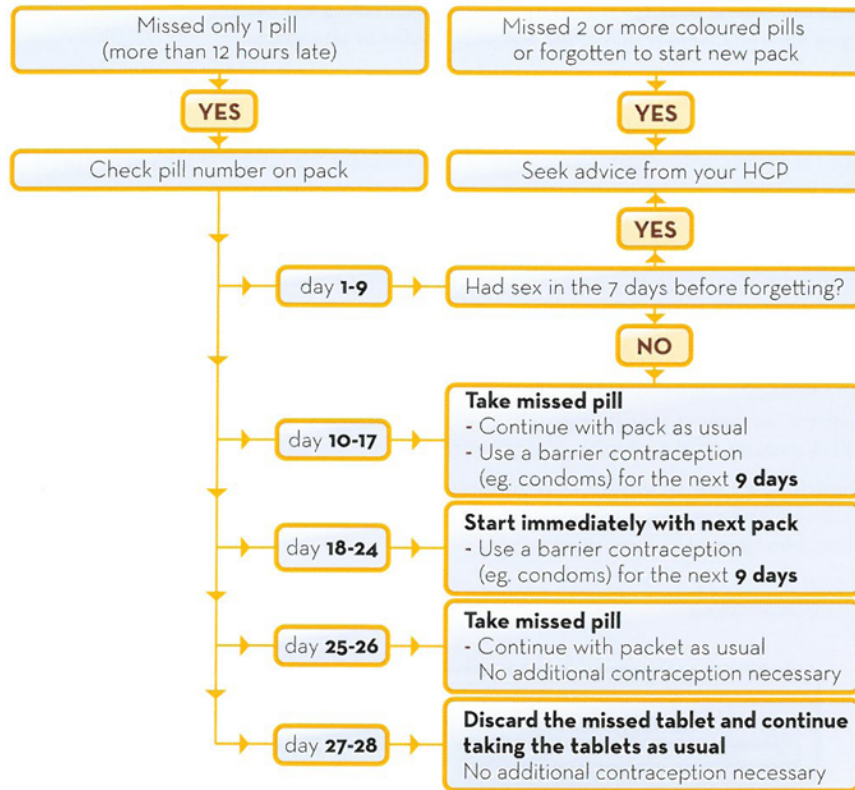 Missed only 1 pill
(more than 12 hours late)
YES
Check pill number on pack
Missed 2 or more coloured pills
or forgotten to start new pack
YES
Seek advice from your HCP
YES
day 1-9
Had sex in the 7 days before forgetting?
NO
day 10-17
Take missed pill
- Continue with pack as usual
- Use a barrier contraception
(eg. condoms) for the next 9 days
day 18-24
Start immediately with next pack
- Use a barrier contraception
(eg. condoms) for the next 9 days
day 25-26
Take missed pill
- Continue with packet as usual
No additional contraception necessary
day 27-28
Discard the missed tablet and continue
taking the tablets as usual
No additional contraception necessary